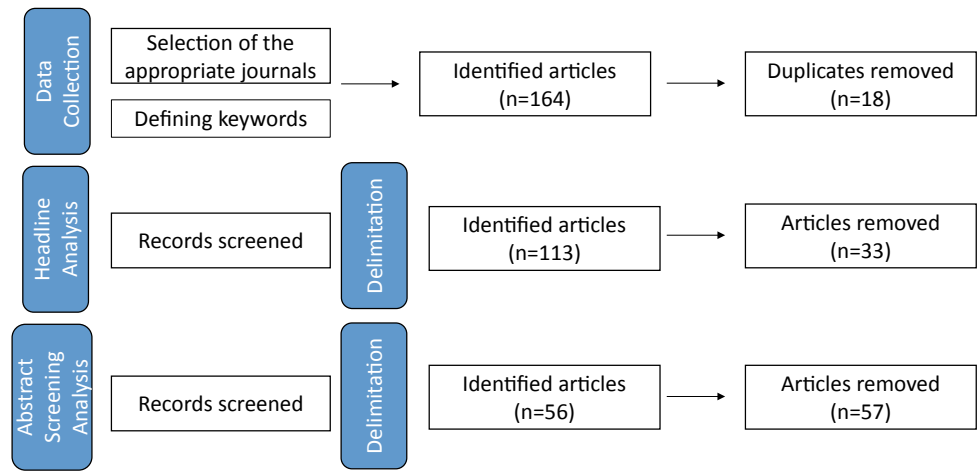 Data
Collection
Selection of the
appropriate journals
Defining keywords
Identified articles
(n=164)
Duplicates removed
(n=18)
Headline
Analysis
Records screened
Delimitation
Identified articles
(n=113)
Articles removed
(n=33)
Abstract
Screening
Analysis
Records screened
Delimitation
Identified articles
(n=56)
Articles removed
(n=57)